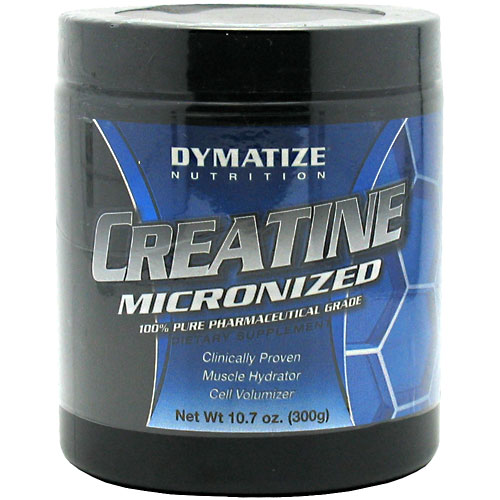 DYMATIZE
NUTRITION
CREATINE
MICRONIZED
100% PURE PHARMACEUTICAL GRADE
DIETARY SUPPLEMENT
Clinically Proven
Muscle Hydrator
Cell Volumizer
Net Wt 10.7 oz. (300g)